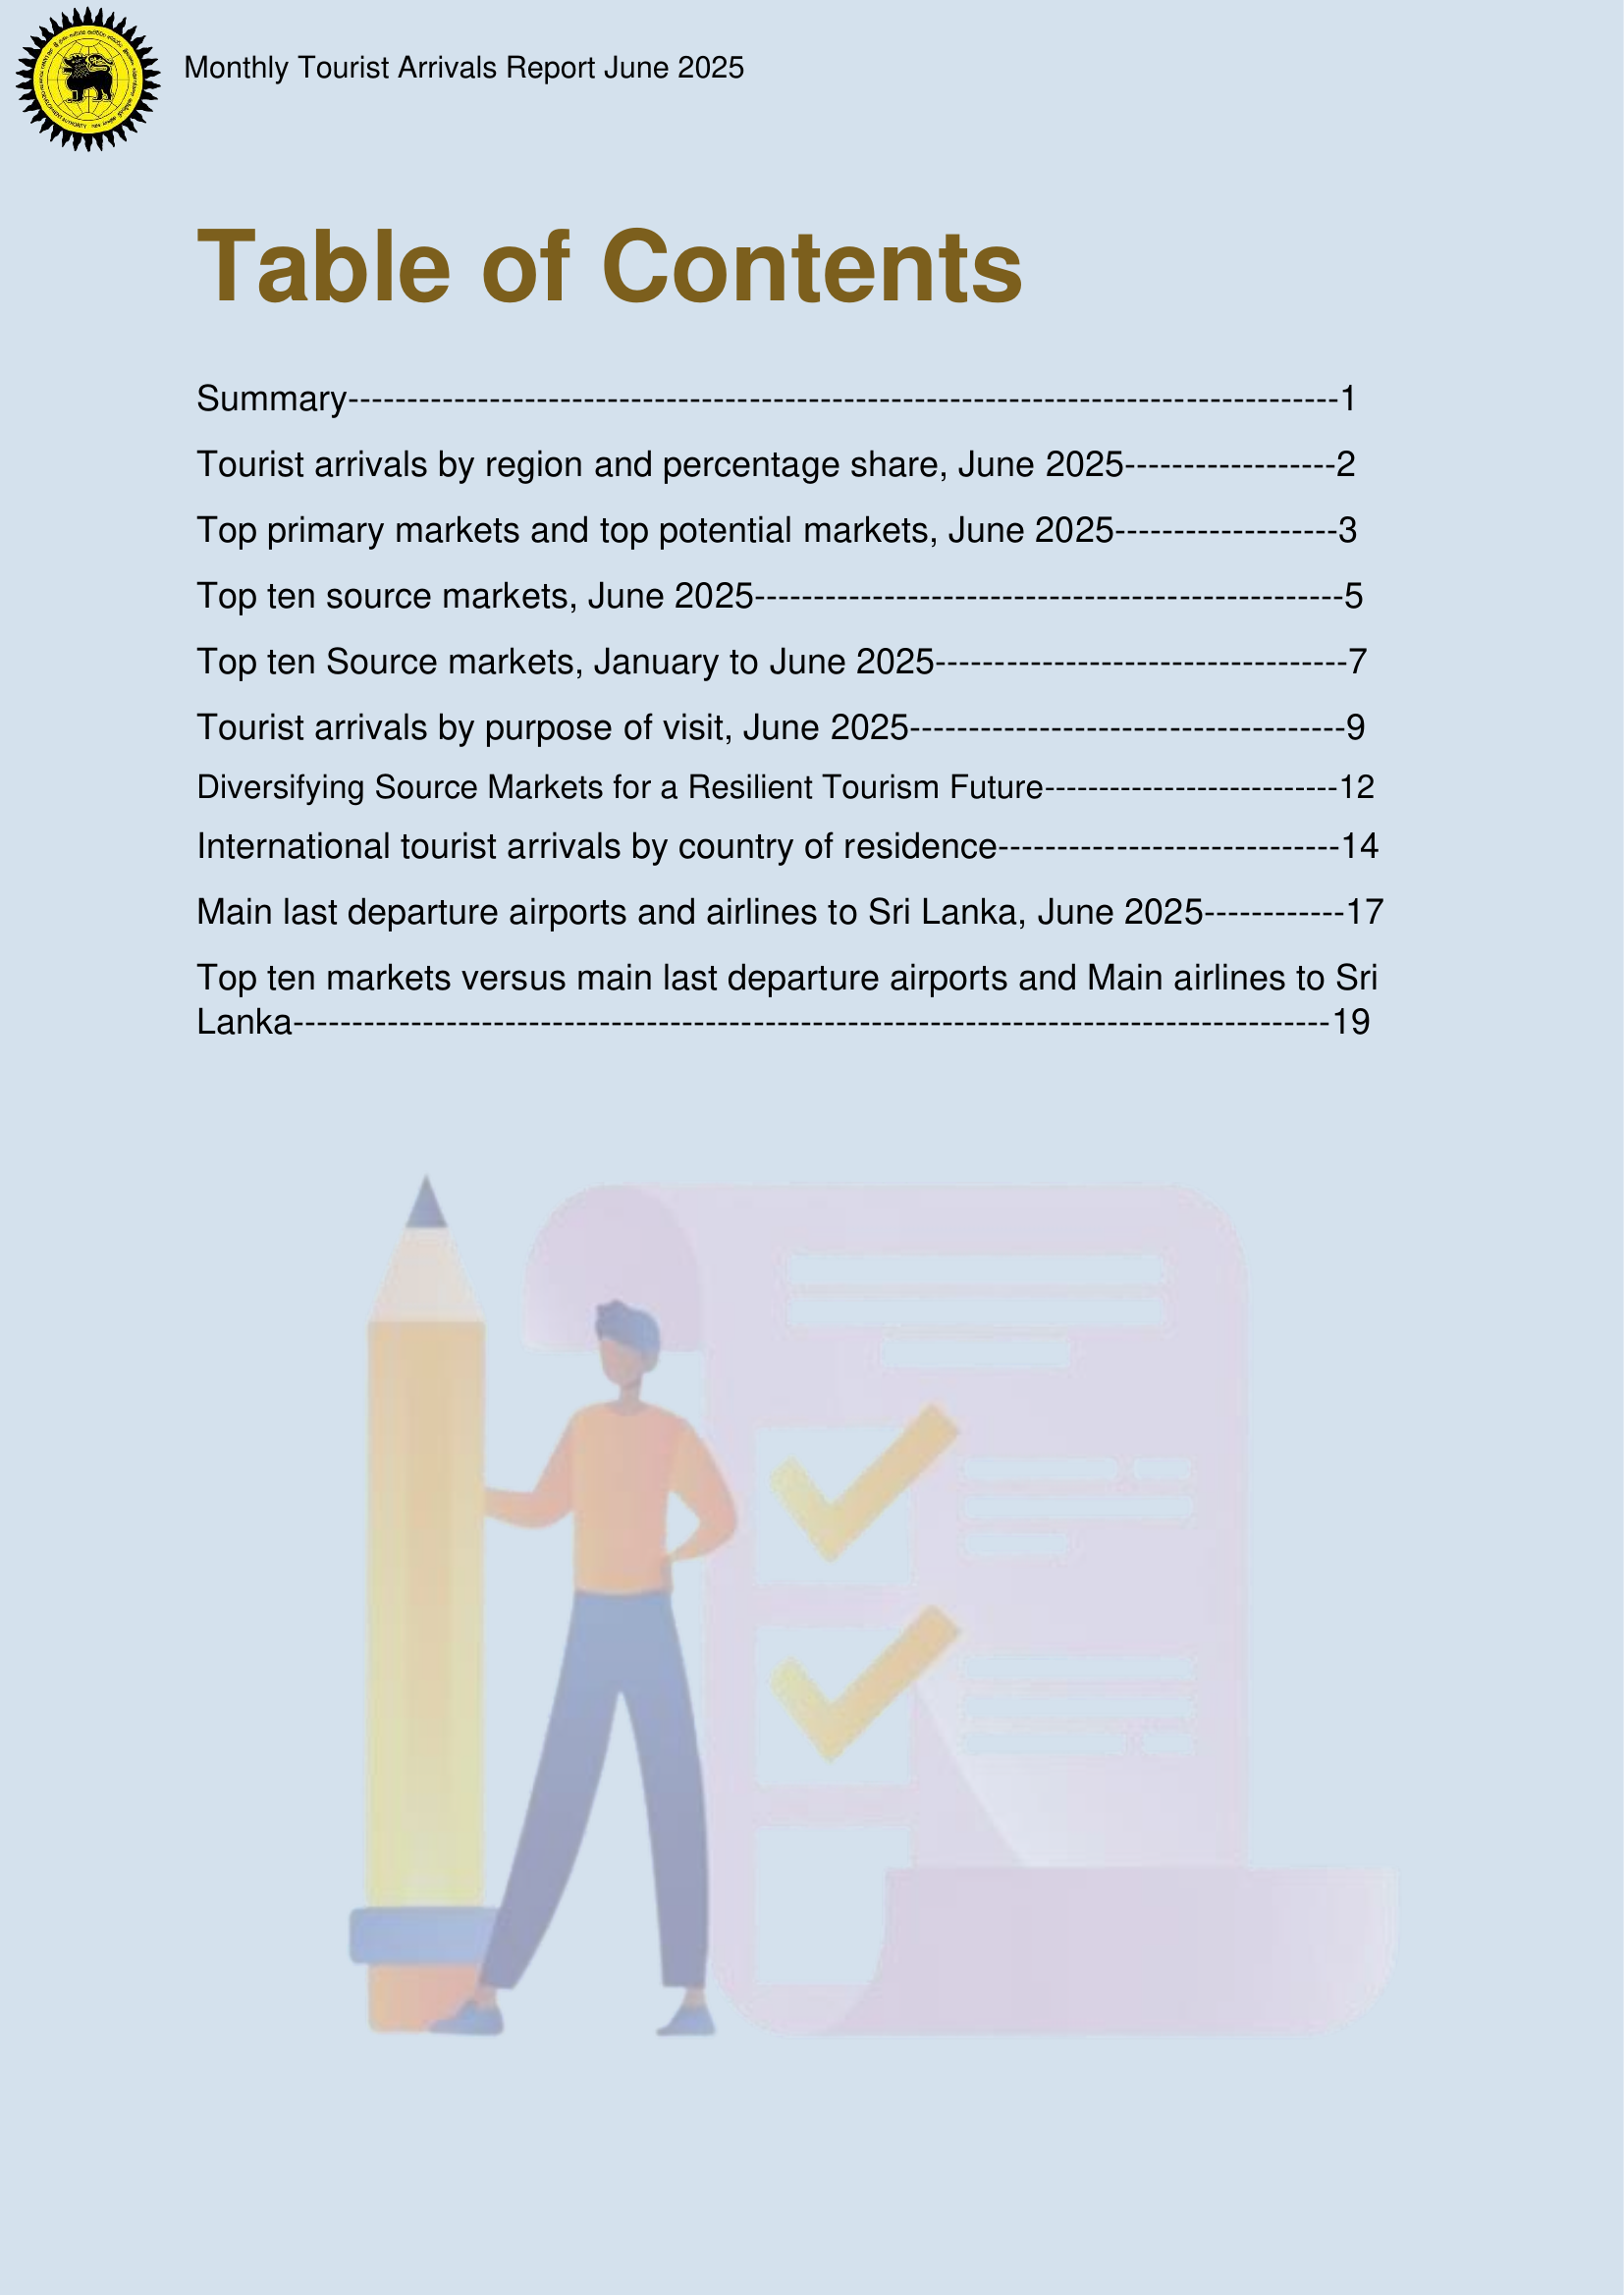 Monthly Tourist Arrivals Report June 2025
Table of Contents
Summary------------------------------------------------------------------------------------1
Tourist arrivals by region and percentage share, June 2025------------------2
Top primary markets and top potential markets, June 2025-------------------3
Top ten source markets, June 2025--------------------------------------------------5
Top ten Source markets, January to June 2025-----------------------------------7
Tourist arrivals by purpose of visit, June 2025-------------------------------------9
Diversifying Source Markets for a Resilient Tourism Future---------------------------12
International tourist arrivals by country of residence-----------------------------14
Main last departure airports and airlines to Sri Lanka, June 2025------------17
Top ten markets versus main last departure airports and Main airlines to Sri
Lanka----------------------------------------------------------------------------------------19